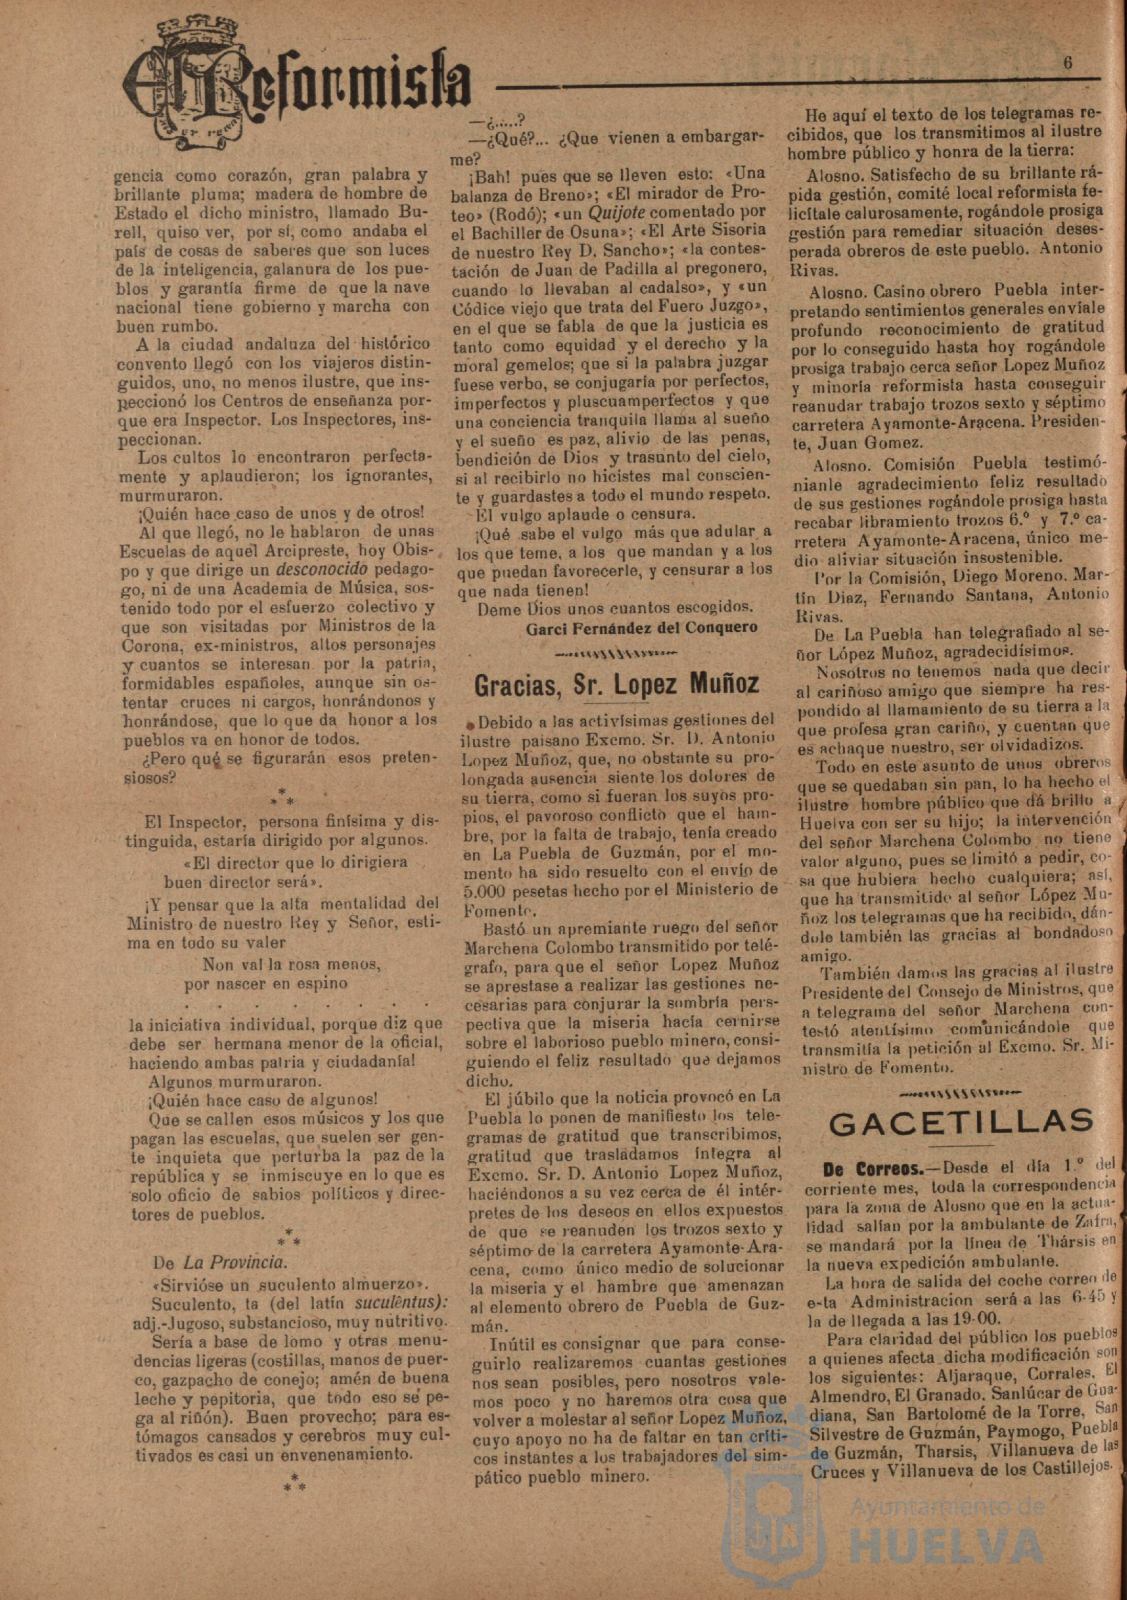 El Reformista
6
gencia como corazón, gran palabra y
brillante pluma; madera de hombre de
Estado el dicho ministro, llamado Bu-
rell, quiso ver, por sí, como andaba el
país de cosas de saberes que son luces
de la inteligencia, galanura de los pue-
blos y garantía firme de que la nave
nacional tiene gobierno y marcha con
buen rumbo.
A la ciudad andaluza del histórico
convento llegó con los viajeros distin-
guidos, uno, no menos ilustre, que ins-
peccionó los Centros de enseñanza por-
que era Inspector. Los Inspectores, ins-
peccionan.
Los cultos lo encontraron perfecta-
mente y aplaudieron; los ignorantes,
murmuraron.
¡Quién hace caso de unos y de otros!
Al que llegó, no le hablaron de unas
Escuelas de aquel Arcipreste, hoy Obis-
po y que dirige un desconocido pedago-
go, ni de una Academia de Música, sos-
tenido todo por el esfuerzo colectivo y
que son visitadas por Ministros de la
Corona, ex-ministros, altos personajes
y cuantos se interesan por la patria,
formidables españoles, aunque sin os-
tentar cruces ni cargos, honrándonos y
honrándose, que lo que da honor a los
pueblos va en honor de todos.
¿Pero qué se figurarán esos preten-
siosos?
***
El Inspector, persona finísima y dis-
tinguida, estaría dirigido por algunos.
«El director que lo dirigiera
buen director será».
¡Y pensar que la alta mentalidad del
Ministro de nuestro Rey y Señor, esti-
ma en todo su valer
Non val la rosa menos,
por nascer en espino
. . . . . . . .
la iniciativa individual, porque diz que
debe ser hermana menor de la oficial,
haciendo ambas patria y ciudadanía!
Algunos murmuraron.
¡Quién hace caso de algunos!
Que se callen esos músicos y los que
pagan las escuelas, que suelen ser gen-
te inquieta que perturba la paz de la
república y se inmiscuye en lo que es
solo oficio de sabios políticos y direc-
tores de pueblos.
***
De La Provincia.
«Sirvióse un suculento almuerzo».
Suculento, ta (del latín suculēntus):
adj.-Jugoso, substancioso, muy nutritivo.
Sería a base de lomo y otras menu-
dencias ligeras (costillas, manos de puer-
co, gazpacho de conejo; amén de buena
leche y pepitoria, que todo eso se pe-
ga al riñón). Buen provecho; para es-
tómagos cansados y cerebros muy cul-
tivados es casi un envenenamiento.
***
—¿.....?
—¿Qué?... ¿Que vienen a embargar-
me?
¡Bah! pues que se lleven esto: «Una
balanza de Breno»; «El mirador de Pro-
teo» (Rodó); «un Quijote comentado por
el Bachiller de Osuna»; «El Arte Sisoria
de nuestro Rey D. Sancho»; «la contes-
tación de Juan de Padilla al pregonero,
cuando lo llevaban al cadalso», y «un
Códice viejo que trata del Fuero Juzgo»,
en el que se fabla de que la justicia es
tanto como equidad y el derecho y la
moral gemelos; que si la palabra juzgar
fuese verbo, se conjugaría por perfectos,
imperfectos y pluscuamperfectos y que
una conciencia tranquila llama al sueño
y el sueño es paz, alivio de las penas,
bendición de Dios y trasunto del cielo,
si al recibirlo no hicistes mal conscien-
te y guardastes a todo el mundo respeto.
El vulgo aplaude o censura.
¡Qué sabe el vulgo más que adular a
los que teme, a los que mandan y a los
que puedan favorecerle, y censurar a los
que nada tienen!
Deme Dios unos cuantos escogidos.
Garci Fernández del Conquero
Gracias, Sr. Lopez Muñoz
Debido a las activísimas gestiones del
ilustre paisano Excmo. Sr. D. Antonio
Lopez Muñoz, que, no obstante su pro-
longada ausencia siente los dolores de
su tierra, como si fueran los suyos pro-
pios, el pavoroso conflicto que el ham-
bre, por la falta de trabajo, tenía creado
en La Puebla de Guzmán, por el mo-
mento ha sido resuelto con el envío de
5.000 pesetas hecho por el Ministerio de
Fomento.
Bastó un apremiante ruego del señor
Marchena Colombo transmitido por telé-
grafo, para que el señor Lopez Muñoz
se aprestase a realizar las gestiones ne-
cesarias para conjurar la sombría pers-
pectiva que la miseria hacía cernirse
sobre el laborioso pueblo minero, consi-
guiendo el feliz resultado que dejamos
dicho.
El júbilo que la noticia provocó en La
Puebla lo ponen de manifiesto los tele-
gramas de gratitud que transcribimos,
gratitud que trasladamos íntegra al
Excmo. Sr. D. Antonio Lopez Muñoz,
haciéndonos a su vez cerca de él intér-
pretes de los deseos en ellos expuestos
de que se reanuden los trozos sexto y
séptimo de la carretera Ayamonte-Ara-
cena, como único medio de solucionar
la miseria y el hambre que amenazan
al elemento obrero de Puebla de Guz-
mán.
Inútil es consignar que para conse-
guirlo realizaremos cuantas gestiones
nos sean posibles, pero nosotros vale-
mos poco y no haremos otra cosa que
volver a molestar al señor Lopez Muñoz,
cuyo apoyo no ha de faltar en tan críti-
cos instantes a los trabajadores del sim-
pático pueblo minero.
He aquí el texto de los telegramas re-
cibidos, que los transmitimos al ilustre
hombre público y honra de la tierra:
Alosno. Satisfecho de su brillante rá-
pida gestión, comité local reformista fe-
licítale calurosamente, rogándole prosiga
gestión para remediar situación deses-
perada obreros de este pueblo. Antonio
Rivas.
Alosno. Casino obrero Puebla inter-
pretando sentimientos generales envíale
profundo reconocimiento de gratitud
por lo conseguido hasta hoy rogándole
prosiga trabajo cerca señor Lopez Muñoz
y minoría reformista hasta conseguir
reanudar trabajo trozos sexto y séptimo
carretera Ayamonte-Aracena. Presiden-
te, Juan Gomez.
Alosno. Comisión Puebla testimó-
nianle agradecimiento feliz resultado
de sus gestiones rogándole prosiga hasta
recabar libramiento trozos 6.º y 7.º ca-
rretera Ayamonte-Aracena, único me-
dio aliviar situación insostenible.
Por la Comisión, Diego Moreno. Mar-
tín Diaz, Fernando Santana, Antonio
Rivas.
De La Puebla han telegrafiado al se-
ñor López Muñoz, agradecidísimos.
Nosotros no tenemos nada que decir
al cariñoso amigo que siempre ha res-
pondido al llamamiento de su tierra a la
que profesa gran cariño, y cuentan que
es achaque nuestro, ser olvidadizos.
Todo en este asunto de unos obreros
que se quedaban sin pan, lo ha hecho el
ilustre hombre público que dá brillo a
Huelva con ser su hijo; la intervención
del señor Marchena Colombo no tiene
valor alguno, pues se limitó a pedir, co-
sa que hubiera hecho cualquiera; así,
que ha transmitido al señor López Mu-
ñoz los telegramas que ha recibido, dán-
dole también las gracias al bondadoso
amigo.
También damos las gracias al ilustre
Presidente del Consejo de Ministros, que
a telegrama del señor Marchena con-
testó atentísimo comunicándole que
transmitía la petición al Excmo. Sr. Mi-
nistro de Fomento.
GACETILLAS
De Correos.—Desde el día 1.º del
corriente mes, toda la correspondencia
para la zona de Alosno que en la actua-
lidad salían por la ambulante de Zafra,
se mandará por la línea de Thársis en
la nueva expedición ambulante.
La hora de salida del coche correo de
esta Administracion será a las 6-45 y
la de llegada a las 19-00.
Para claridad del público los pueblos
a quienes afecta dicha modificación son
los siguientes: Aljaraque, Corrales, El
Almendro, El Granado, Sanlúcar de Gua-
diana, San Bartolomé de la Torre, San
Silvestre de Guzmán, Paymogo, Puebla
de Guzmán, Tharsis, Villanueva de las
Cruces y Villanueva de los Castillejos.
Ayuntamiento de
HUELVA